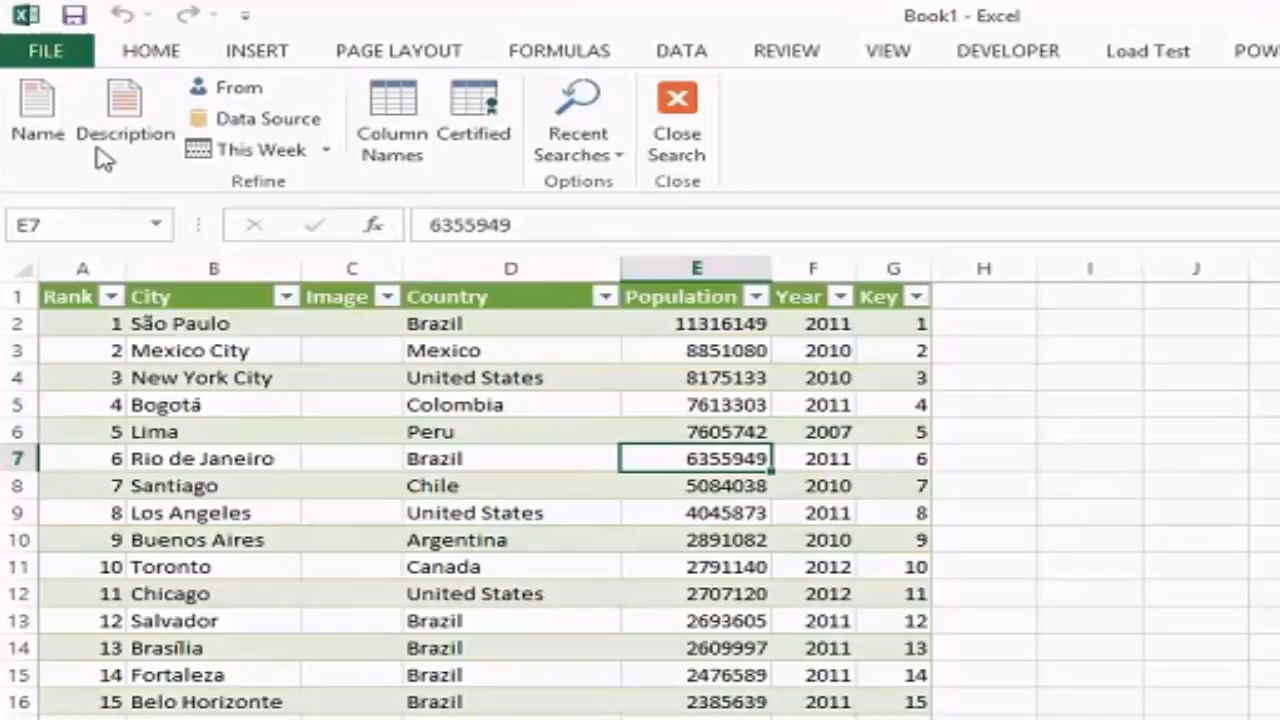 Book1 - Excel
FILE HOME INSERT PAGE LAYOUT FORMULAS DATA REVIEW VIEW DEVELOPER Load Test POW
Name Description From Data Source This Week Column Names Certified Recent Searches Close Search
Refine Options Close
E7 fx 6355949
A B C D E F G H I J
1 Rank City Image Country Population Year Key
2 1 São Paulo Brazil 11316149 2011 1
3 2 Mexico City Mexico 8851080 2010 2
4 3 New York City United States 8175133 2010 3
5 4 Bogotá Colombia 7613303 2011 4
6 5 Lima Peru 7605742 2007 5
7 6 Rio de Janeiro Brazil 6355949 2011 6
8 7 Santiago Chile 5084038 2010 7
9 8 Los Angeles United States 4045873 2011 8
10 9 Buenos Aires Argentina 2891082 2010 9
11 10 Toronto Canada 2791140 2012 10
12 11 Chicago United States 2707120 2012 11
13 12 Salvador Brazil 2693605 2011 12
14 13 Brasília Brazil 2609997 2011 13
15 14 Fortaleza Brazil 2476589 2011 14
16 15 Belo Horizonte Brazil 2385639 2011 15